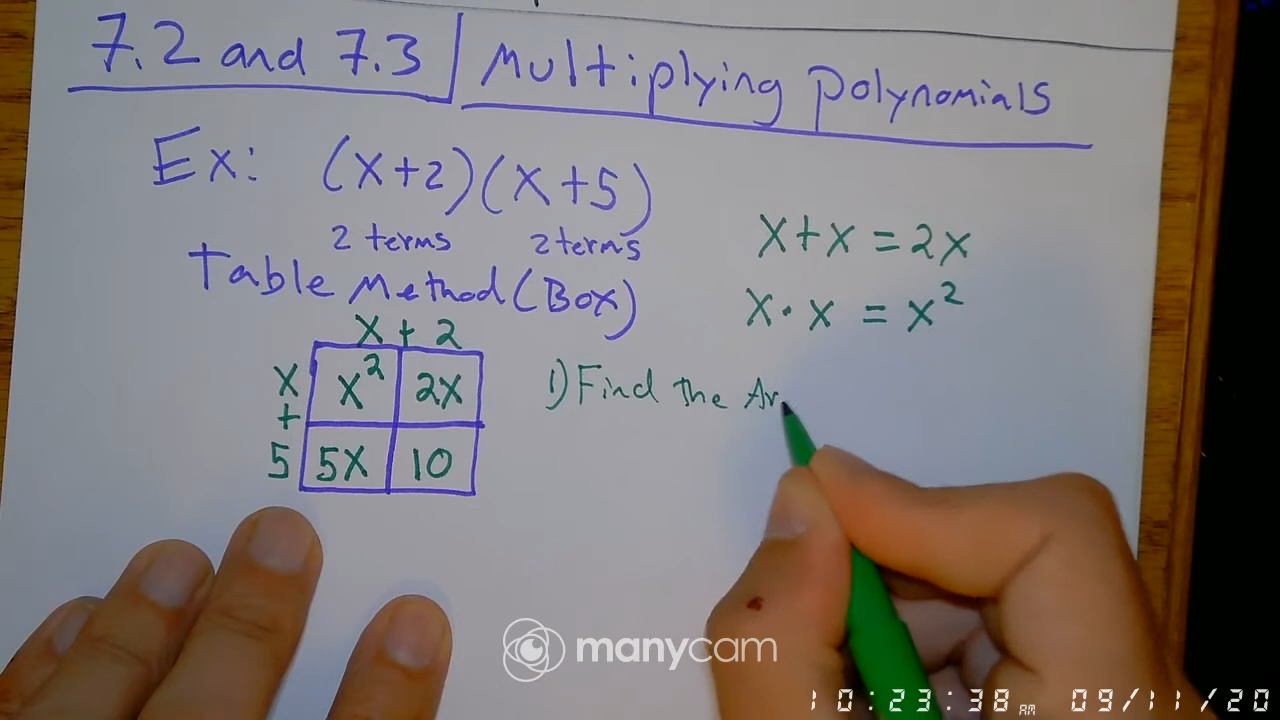 7.2 and 7.3 | Multiplying Polynomials
Ex: (x+2)(x+5)
2 terms 2 terms
Table Method (Box)
x + x = 2x
x · x = x²
x + 2
x x² 2x
+
5 5x 10
1) Find the Ar
manycam
10:23:38 AM 09/11/20